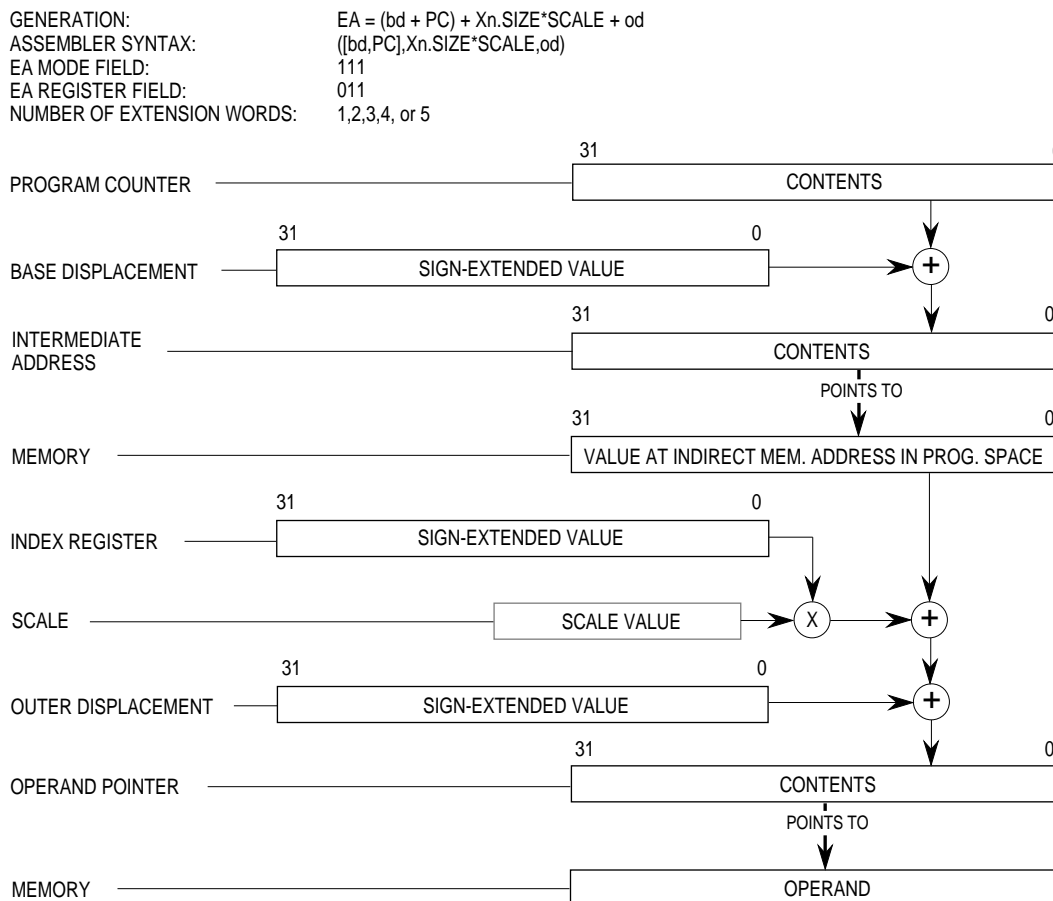 GENERATION: EA = (bd + PC) + Xn.SIZE*SCALE + od
ASSEMBLER SYNTAX: ([bd,PC],Xn.SIZE*SCALE,od)
EA MODE FIELD: 111
EA REGISTER FIELD: 011
NUMBER OF EXTENSION WORDS: 1,2,3,4, or 5
31
PROGRAM COUNTER CONTENTS
31 0
BASE DISPLACEMENT SIGN-EXTENDED VALUE +
31 0
INTERMEDIATE
ADDRESS
CONTENTS
POINTS TO
31 0
MEMORY VALUE AT INDIRECT MEM. ADDRESS IN PROG. SPACE
31 0
INDEX REGISTER SIGN-EXTENDED VALUE
SCALE SCALE VALUE X +
31 0
OUTER DISPLACEMENT SIGN-EXTENDED VALUE +
31 0
OPERAND POINTER CONTENTS
POINTS TO
MEMORY OPERAND